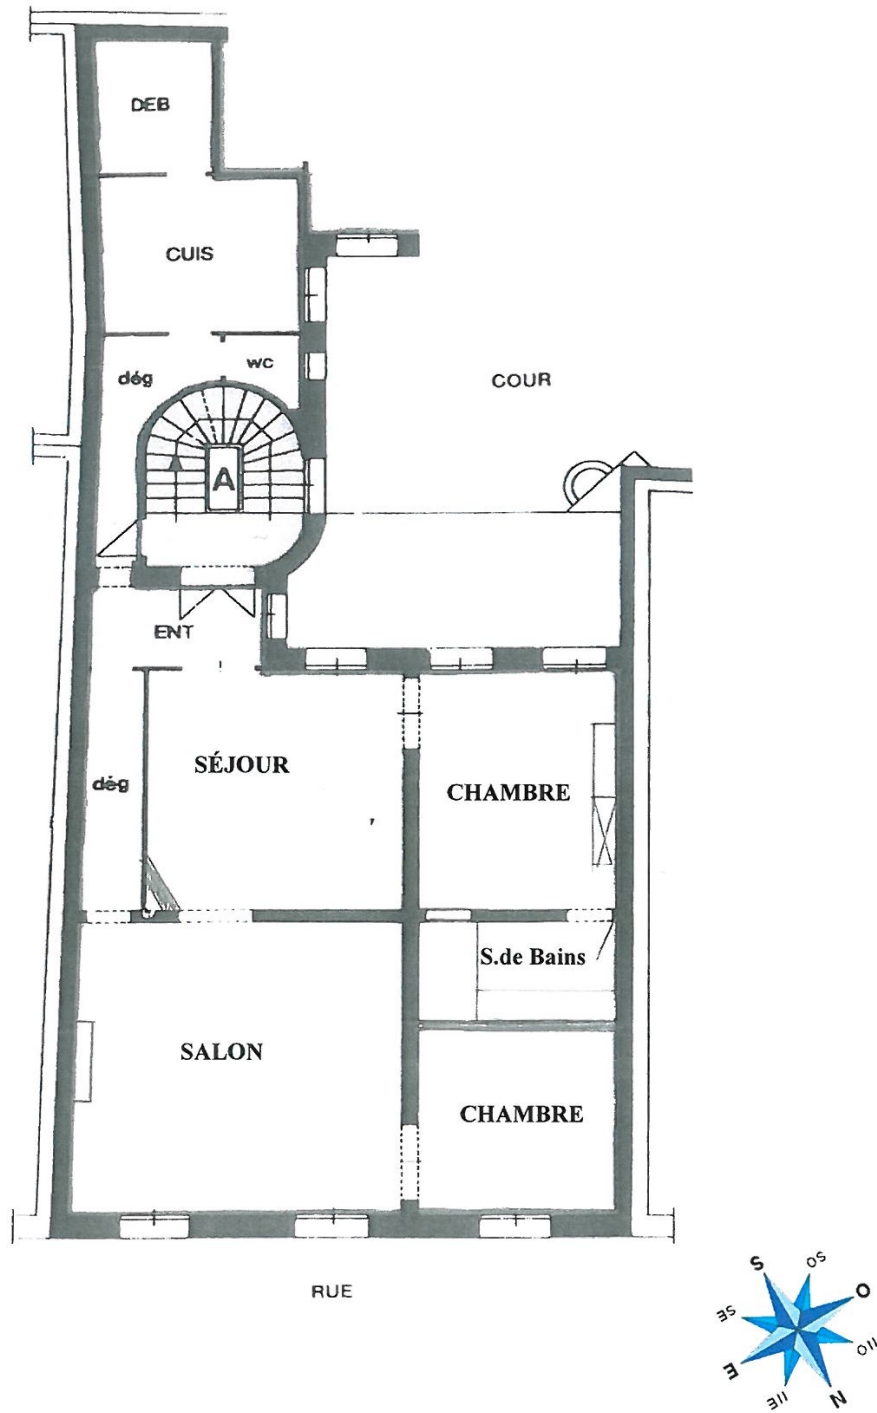 DEB
CUIS
wc
dég
COUR
A
ENT
SÉJOUR
dég
CHAMBRE
S.de Bains
SALON
CHAMBRE
RUE
S
SO
SE
O
NO
E
NE
N